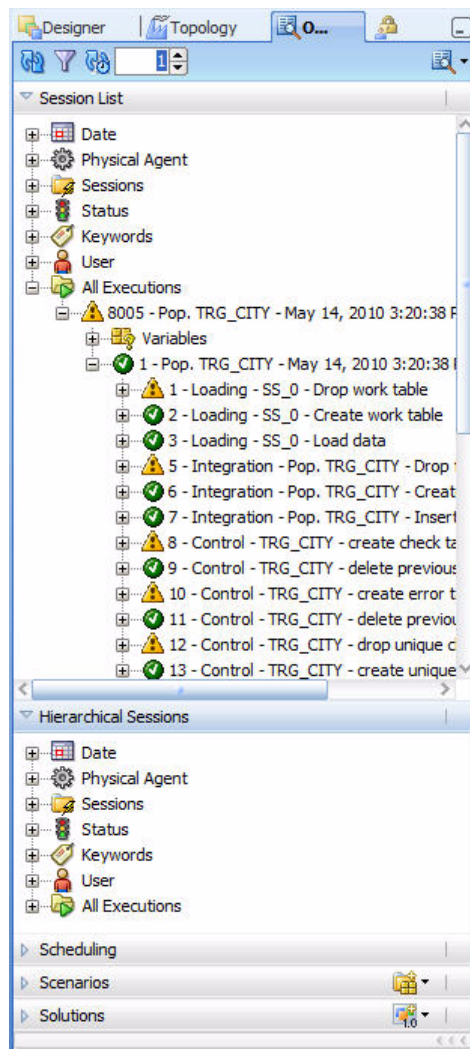 Designer Topology O...
1
Session List
Date
Physical Agent
Sessions
Status
Keywords
User
All Executions
8005 - Pop. TRG_CITY - May 14, 2010 3:20:38 P
Variables
1 - Pop. TRG_CITY - May 14, 2010 3:20:38 
1 - Loading - SS_0 - Drop work table
2 - Loading - SS_0 - Create work table
3 - Loading - SS_0 - Load data
5 - Integration - Pop. TRG_CITY - Drop
6 - Integration - Pop. TRG_CITY - Creat
7 - Integration - Pop. TRG_CITY - Insert
8 - Control - TRG_CITY - create check ta
9 - Control - TRG_CITY - delete previous
10 - Control - TRG_CITY - create error t
11 - Control - TRG_CITY - delete previou
12 - Control - TRG_CITY - drop unique c
13 - Control - TRG_CITY - create unique
Hierarchical Sessions
Date
Physical Agent
Sessions
Status
Keywords
User
All Executions
Scheduling
Scenarios
Solutions
1.0